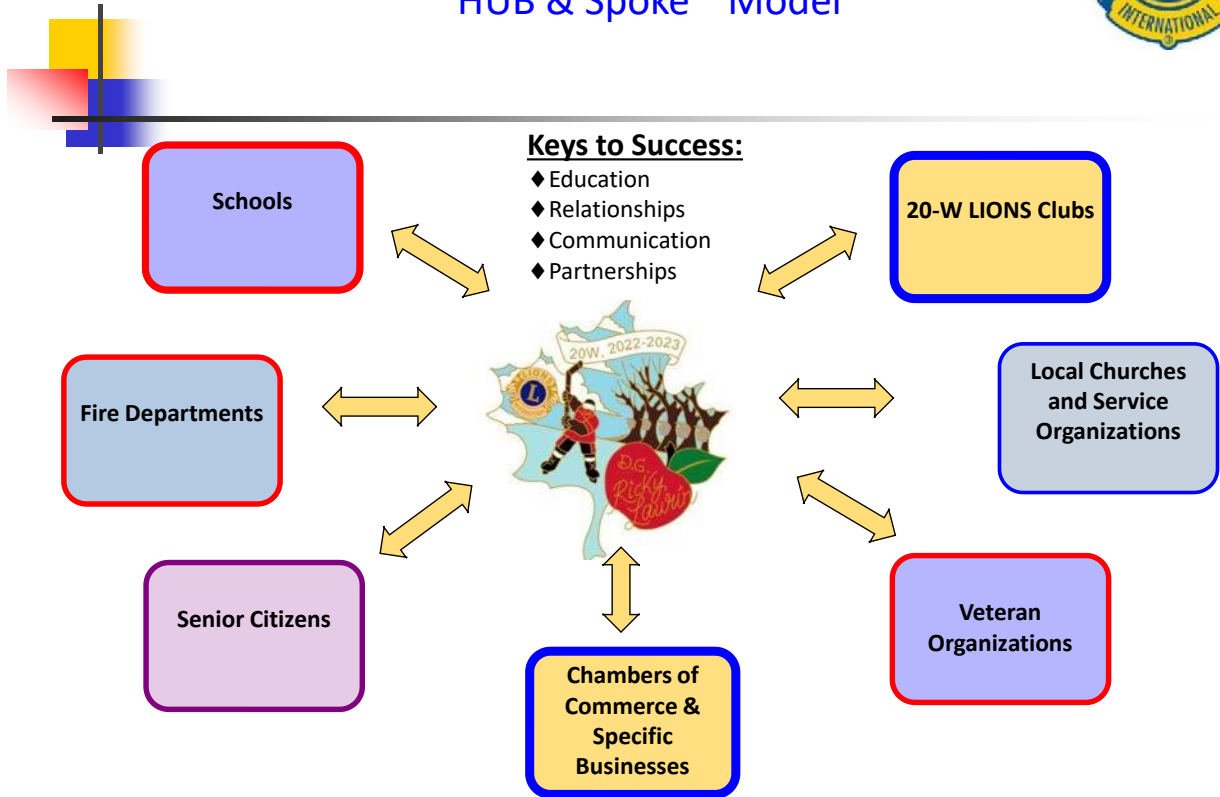 HUB & Spoke" Model
INTERNATIONAL
Keys to Success:
♦ Education
♦ Relationships
♦ Communication
♦ Partnerships
Schools
20-W LIONS Clubs
20W, 2022-2023
LIONS
L
D.G.
Ricky
Laurin
Fire Departments
Local Churches
and Service
Organizations
Senior Citizens
Veteran
Organizations
Chambers of
Commerce &
Specific
Businesses